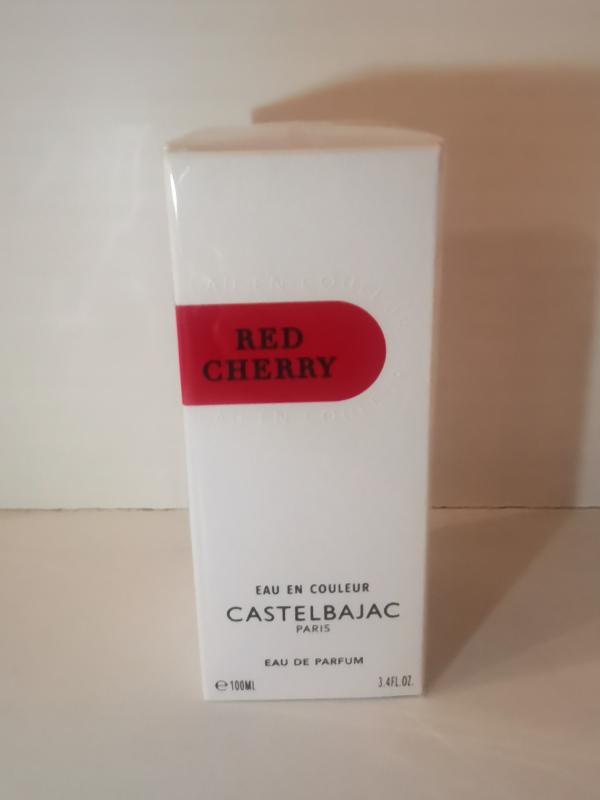 RED
CHERRY
EAU EN COULEUR
CASTELBAJAC
PARIS
EAU DE PARFUM
℮100ML 3.4FL.OZ.